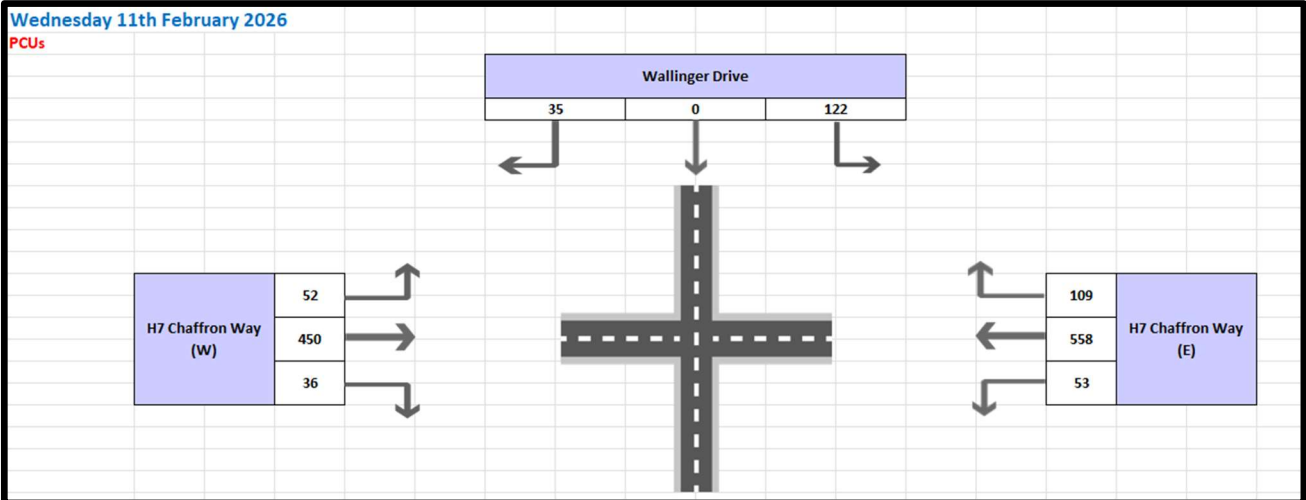 Wednesday 11th February 2026
PCUs
Wallinger Drive
35 0 122
52
H7 Chaffron Way
(W)
450
36
109
558
H7 Chaffron Way
(E)
53